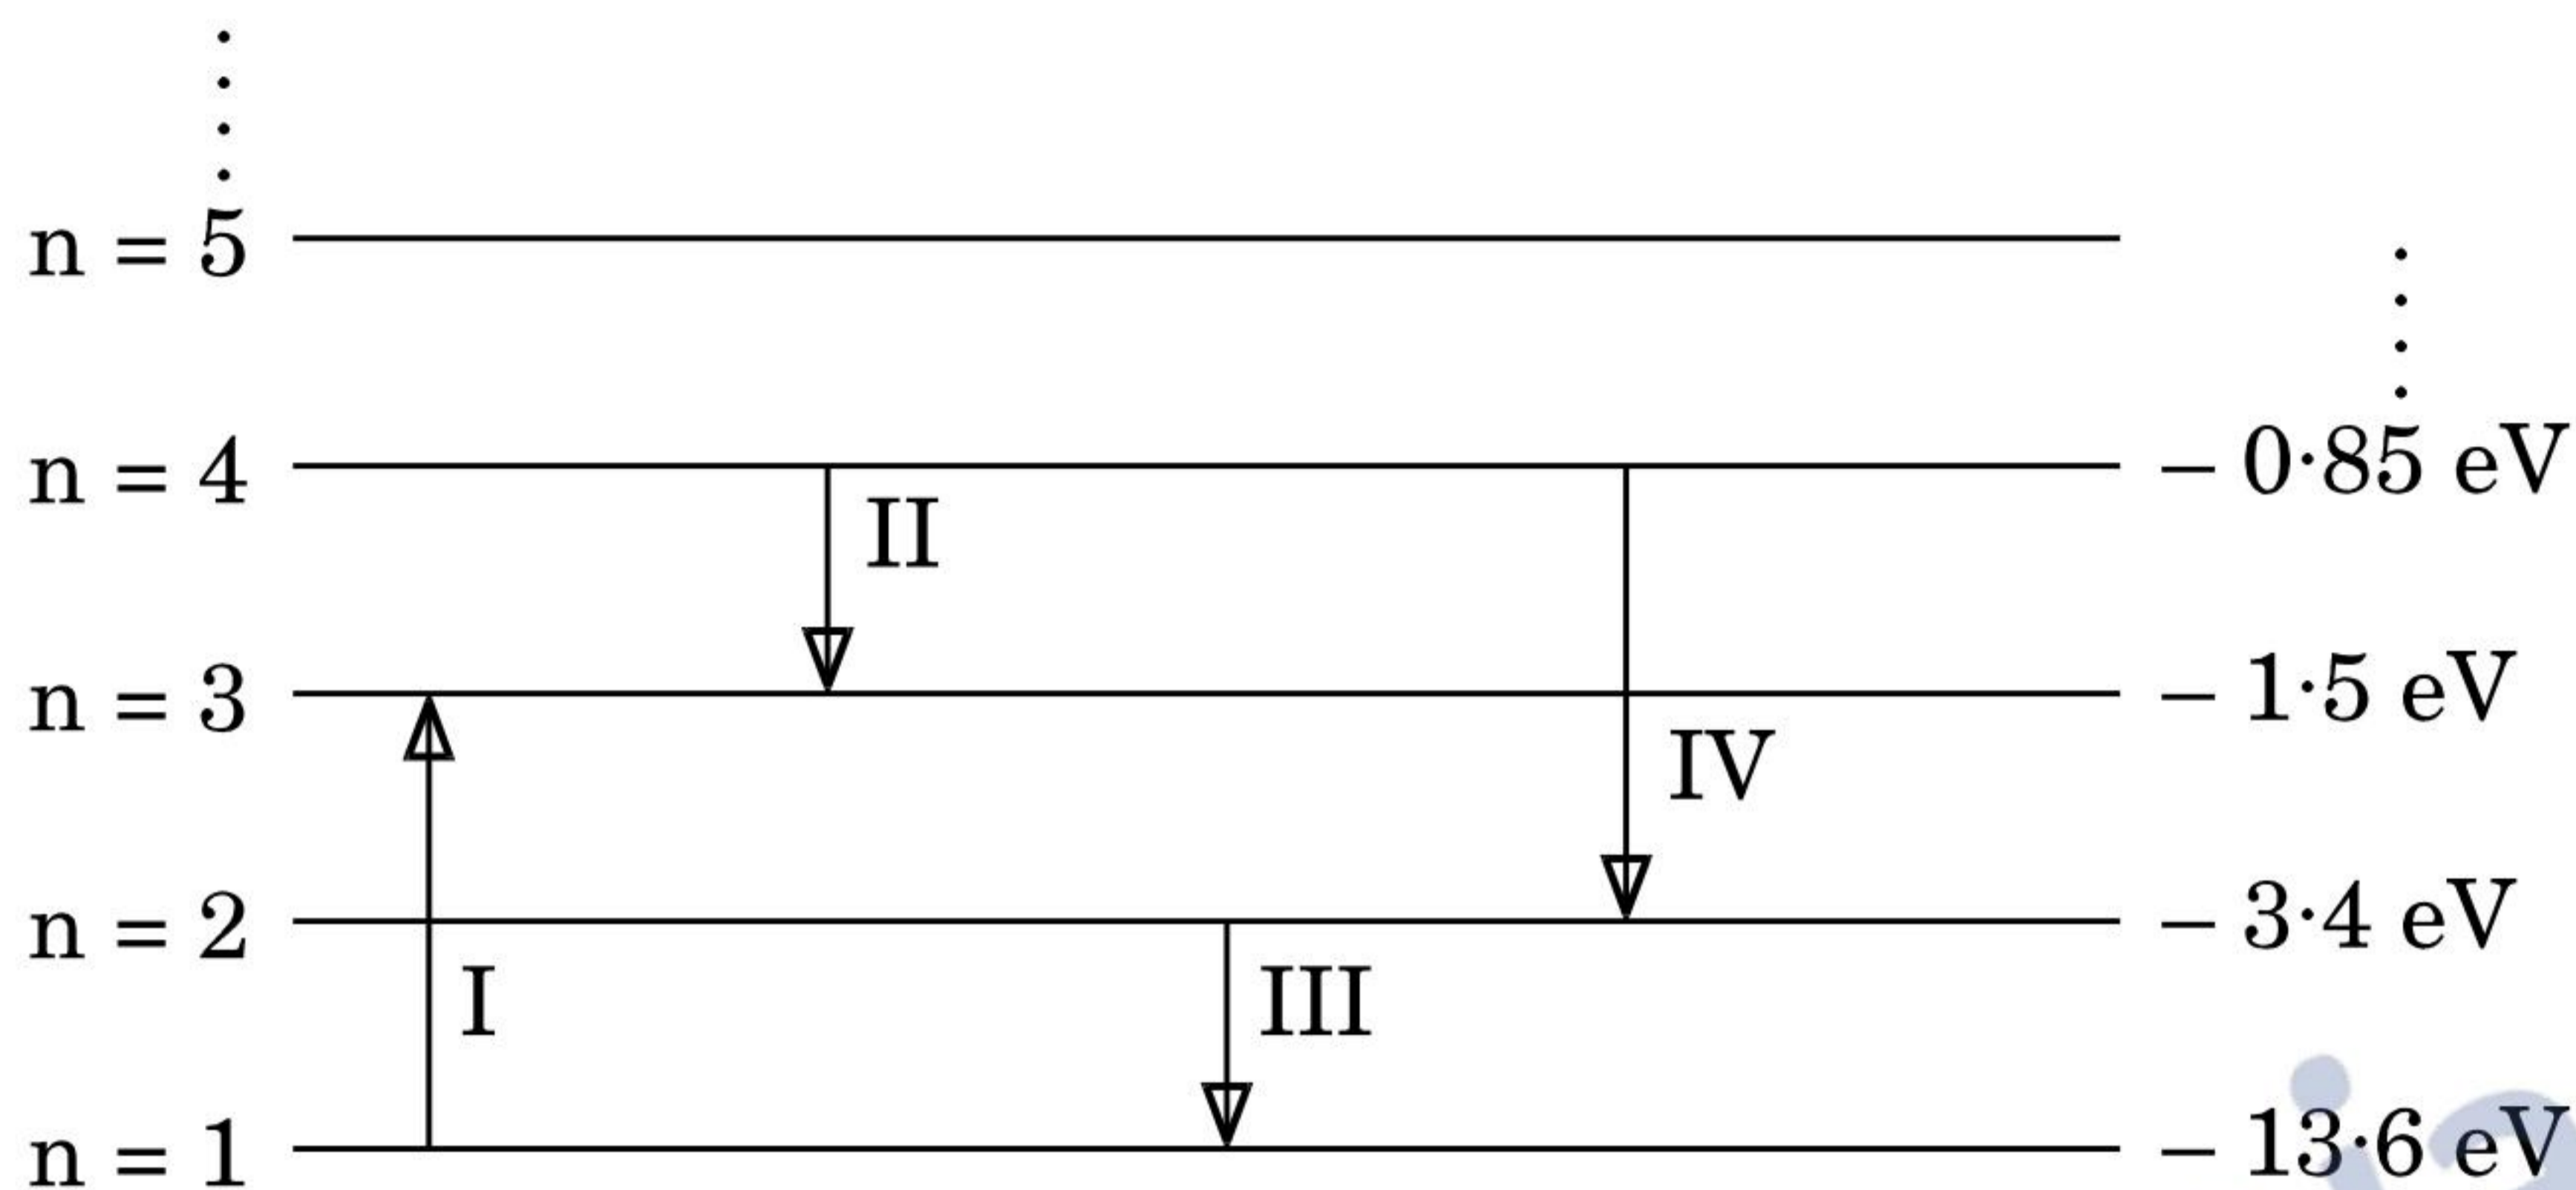 n = 5
n = 4 − 0·85 eV
II
n = 3 − 1·5 eV
IV
n = 2 − 3·4 eV
I III
n = 1 − 13·6 eV